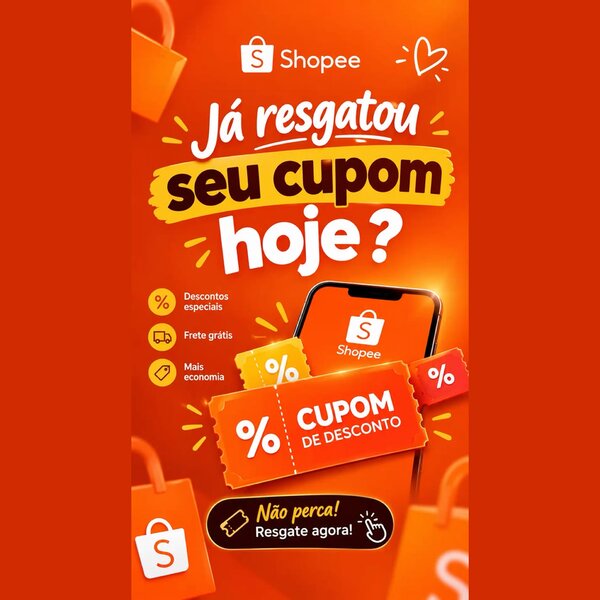 Shopee
Já resgatou
seu cupom
hoje?
% Descontos
especiais
Frete grátis
Mais
economia
S
Shopee
%
%
% CUPOM
DE DESCONTO
Não perca!
Resgate agora!
S
S